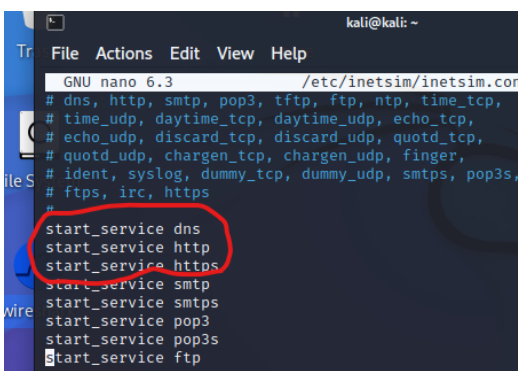 kali@kali: ~
File Actions Edit View Help
GNU nano 6.3 /etc/inetsim/inetsim.con
# dns, http, smtp, pop3, tftp, ftp, ntp, time_tcp,
# time_udp, daytime_tcp, daytime_udp, echo_tcp,
# echo_udp, discard_tcp, discard_udp, quotd_tcp,
# quotd_udp, chargen_tcp, chargen_udp, finger,
# ident, syslog, dummy_tcp, dummy_udp, smtps, pop3s,
# ftps, irc, https
#
start_service dns
start_service http
start_service https
start_service smtp
start_service smtps
start_service pop3
start_service pop3s
start_service ftp
Tr
ile S
wire